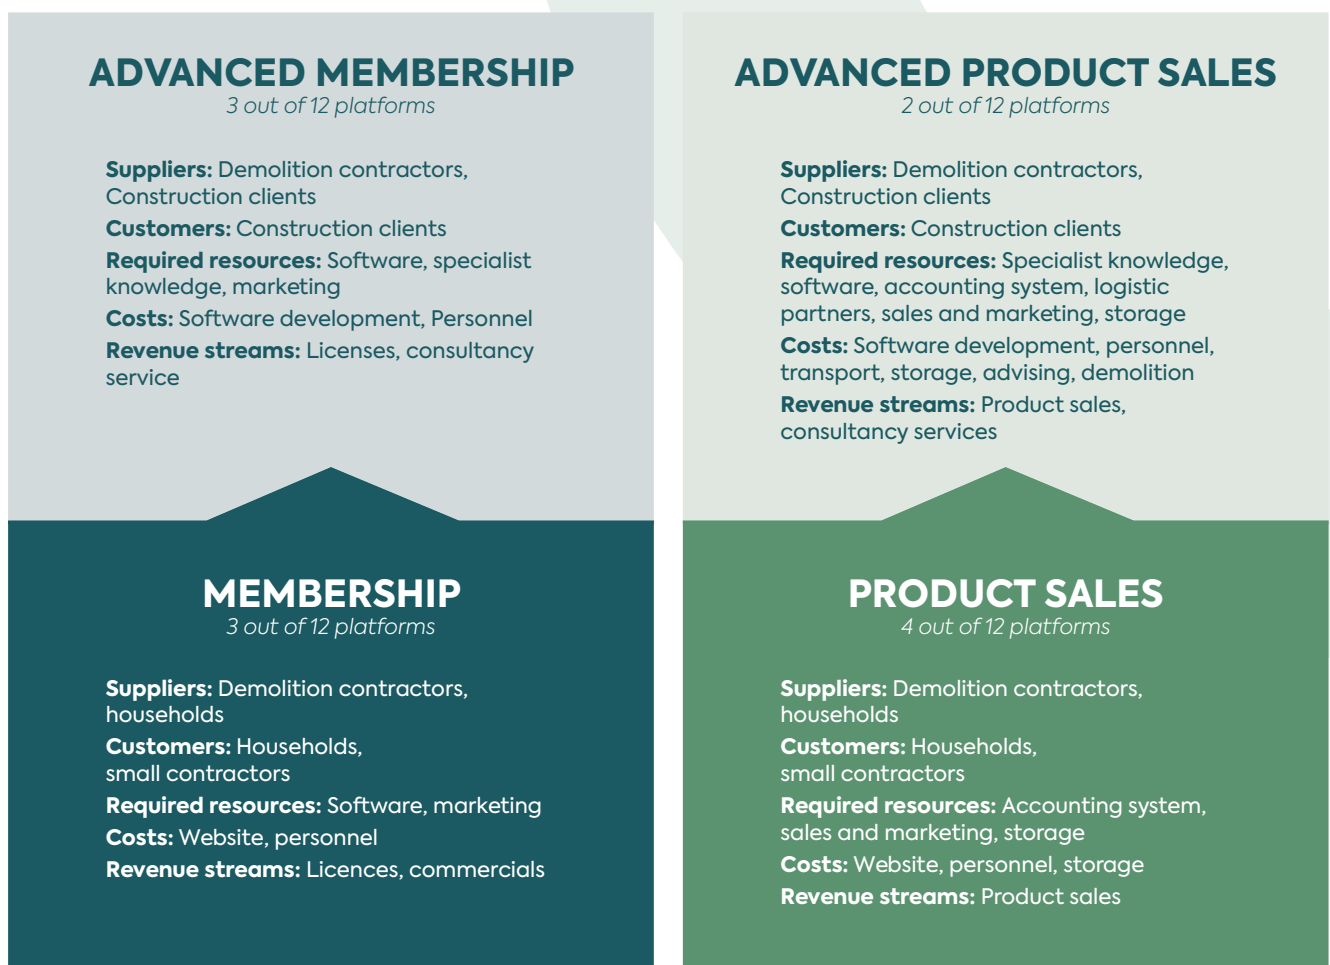 ADVANCED MEMBERSHIP
3 out of 12 platforms
Suppliers: Demolition contractors,
Construction clients
Customers: Construction clients
Required resources: Software, specialist
knowledge, marketing
Costs: Software development, Personnel
Revenue streams: Licenses, consultancy
service
ADVANCED PRODUCT SALES
2 out of 12 platforms
Suppliers: Demolition contractors,
Construction clients
Customers: Construction clients
Required resources: Specialist knowledge,
software, accounting system, logistic
partners, sales and marketing, storage
Costs: Software development, personnel,
transport, storage, advising, demolition
Revenue streams: Product sales,
consultancy services
MEMBERSHIP
3 out of 12 platforms
Suppliers: Demolition contractors,
households
Customers: Households,
small contractors
Required resources: Software, marketing
Costs: Website, personnel
Revenue streams: Licences, commercials
PRODUCT SALES
4 out of 12 platforms
Suppliers: Demolition contractors,
households
Customers: Households,
small contractors
Required resources: Accounting system,
sales and marketing, storage
Costs: Website, personnel, storage
Revenue streams: Product sales